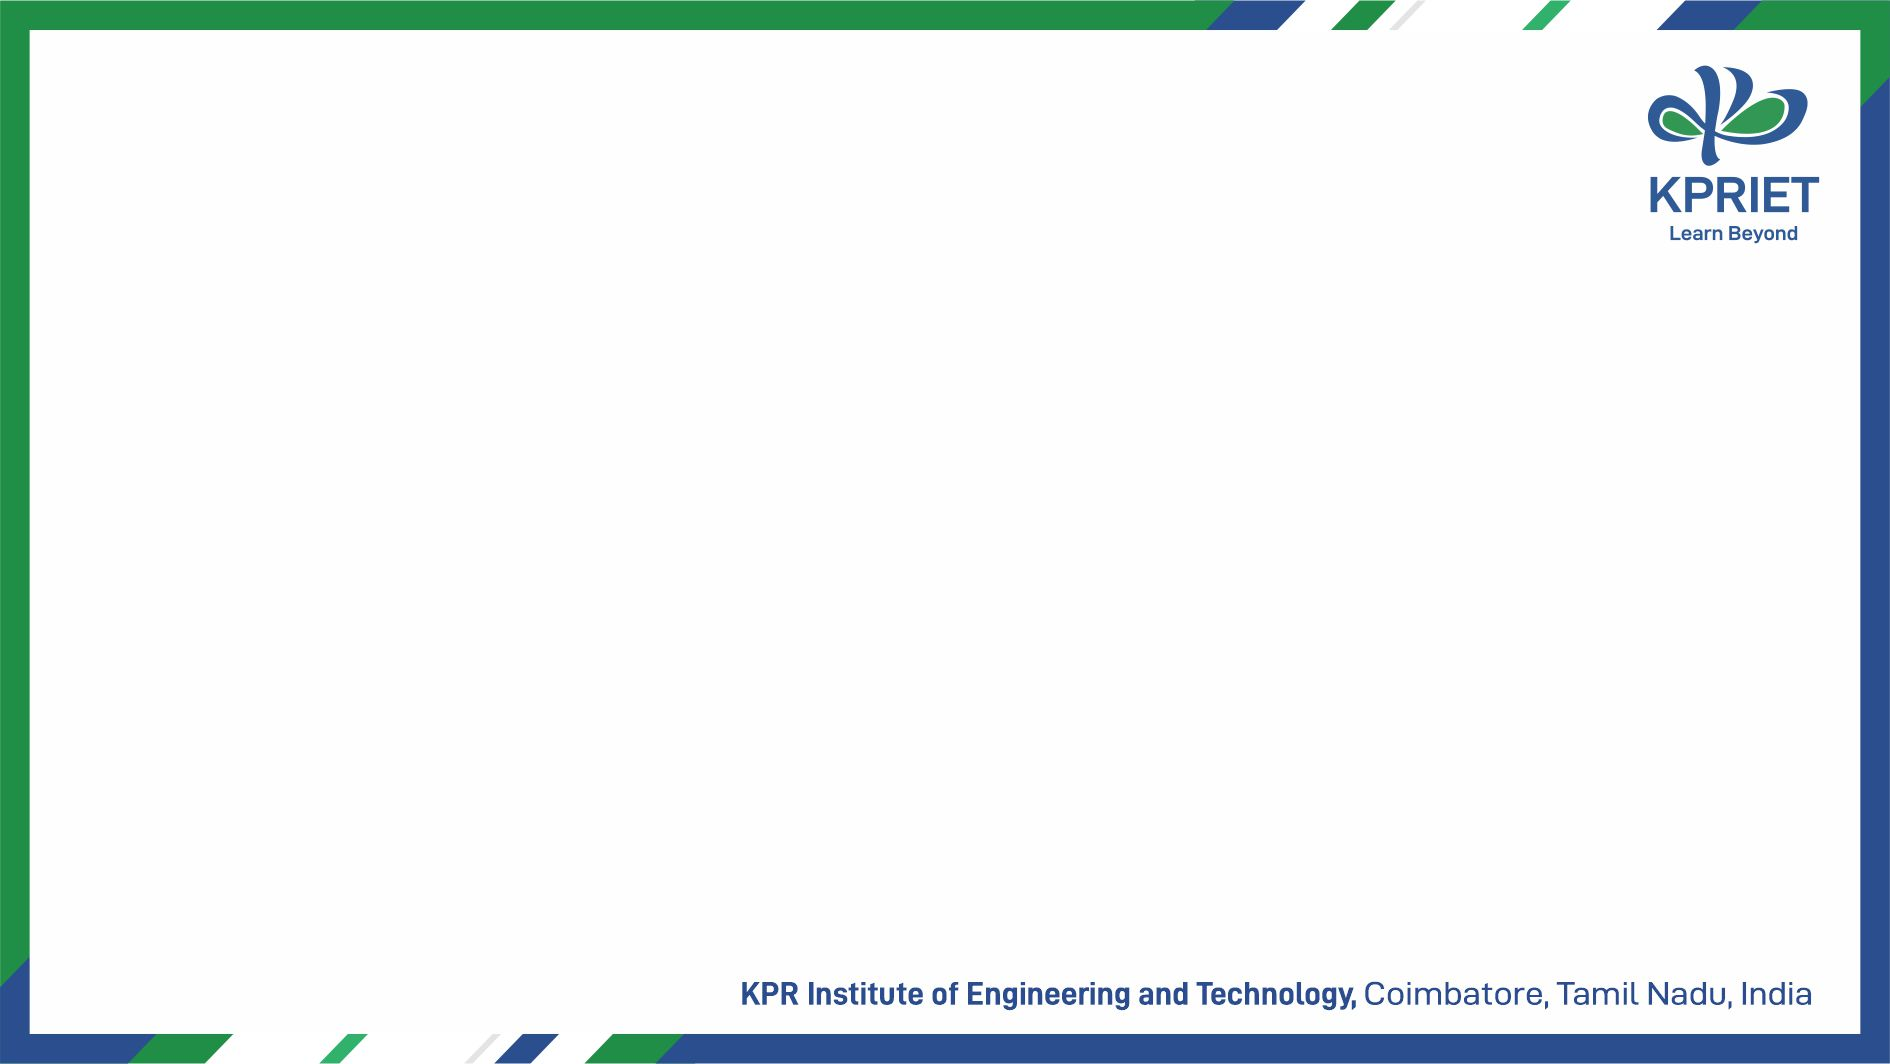 KPRIET
Learn Beyond
KPR Institute of Engineering and Technology, Coimbatore, Tamil Nadu, India